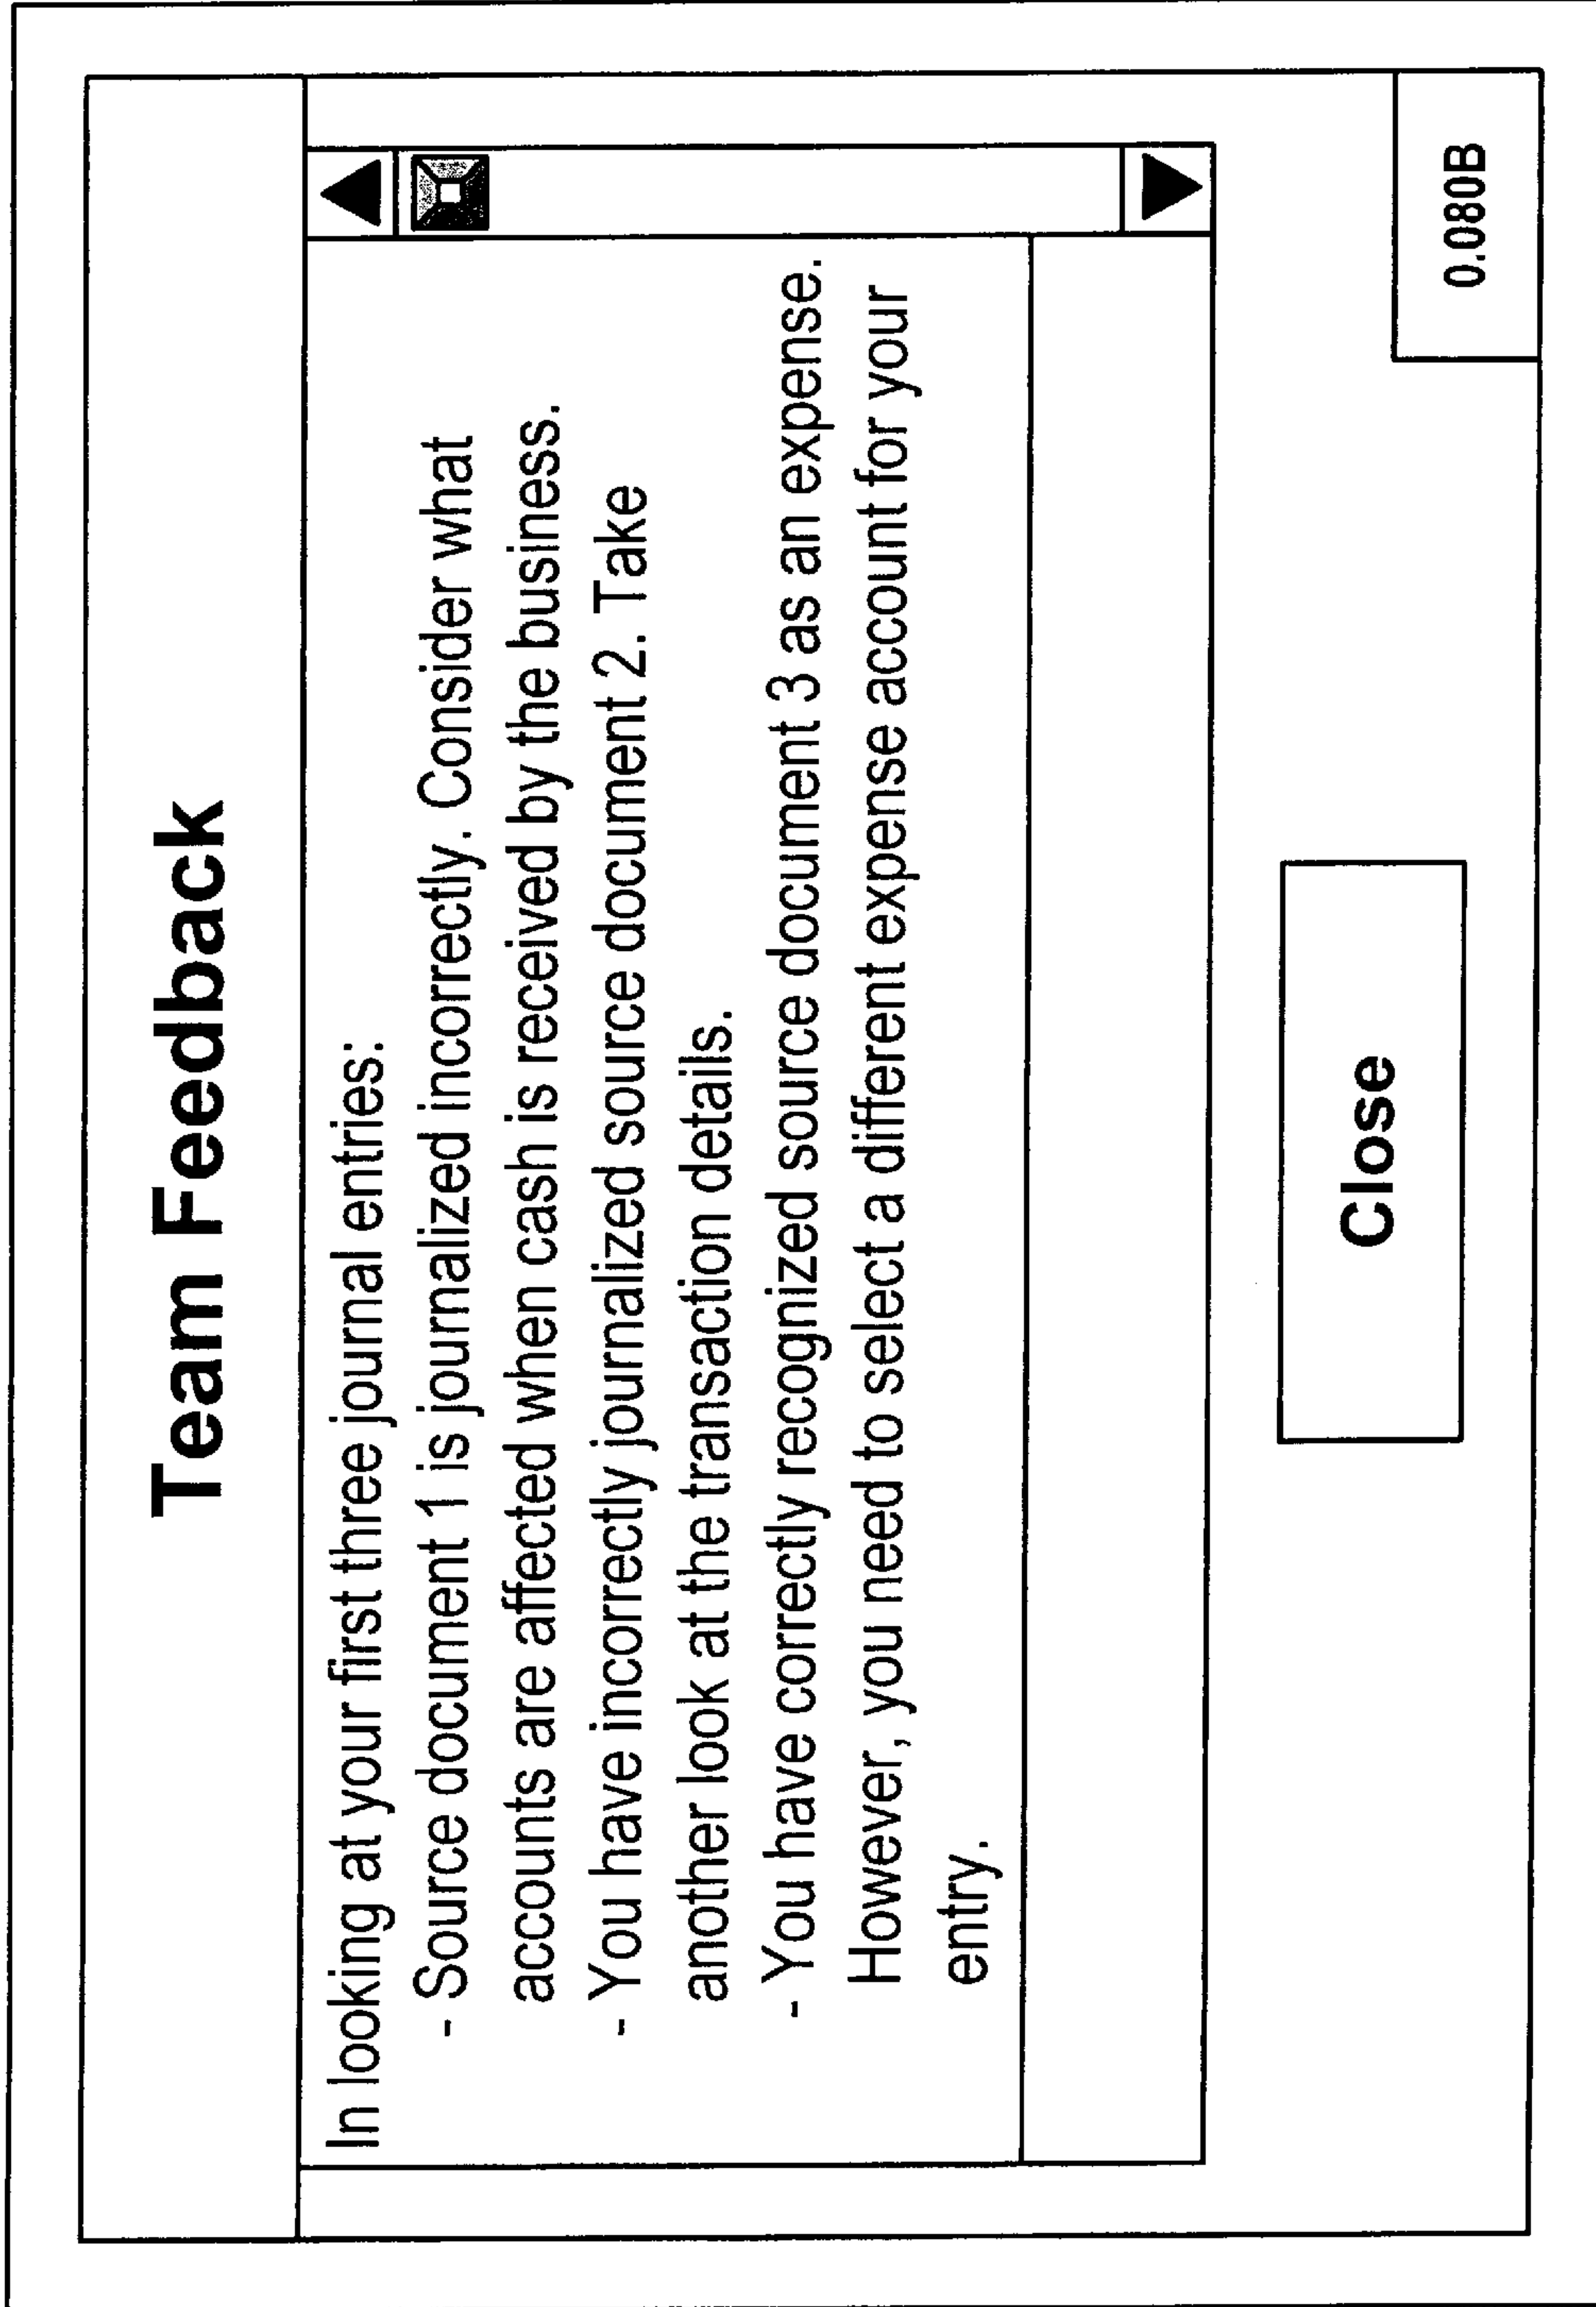 Team Feedback
In looking at your first three journal entries:
- Source document 1 is journalized incorrectly. Consider what
accounts are affected when cash is received by the business.
- You have incorrectly journalized source document 2. Take
another look at the transaction details.
- You have correctly recognized source document 3 as an expense.
However, you need to select a different expense account for your
entry.
Close
0.080B